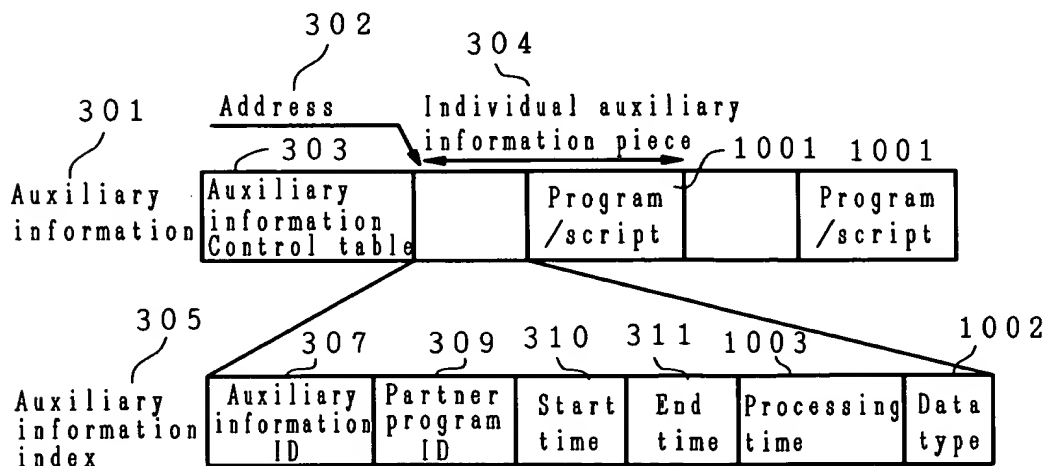 302
304
301
Address
Individual auxiliary
information piece
303
1001
1001
Auxiliary
information
Auxiliary
information
Control table
Program
/script
Program
/script
305
307
309
310
311
1003
1002
Auxiliary
information
index
Auxiliary
information
ID
Partner
program
ID
Start
time
End
time
Processing
time
Data
type